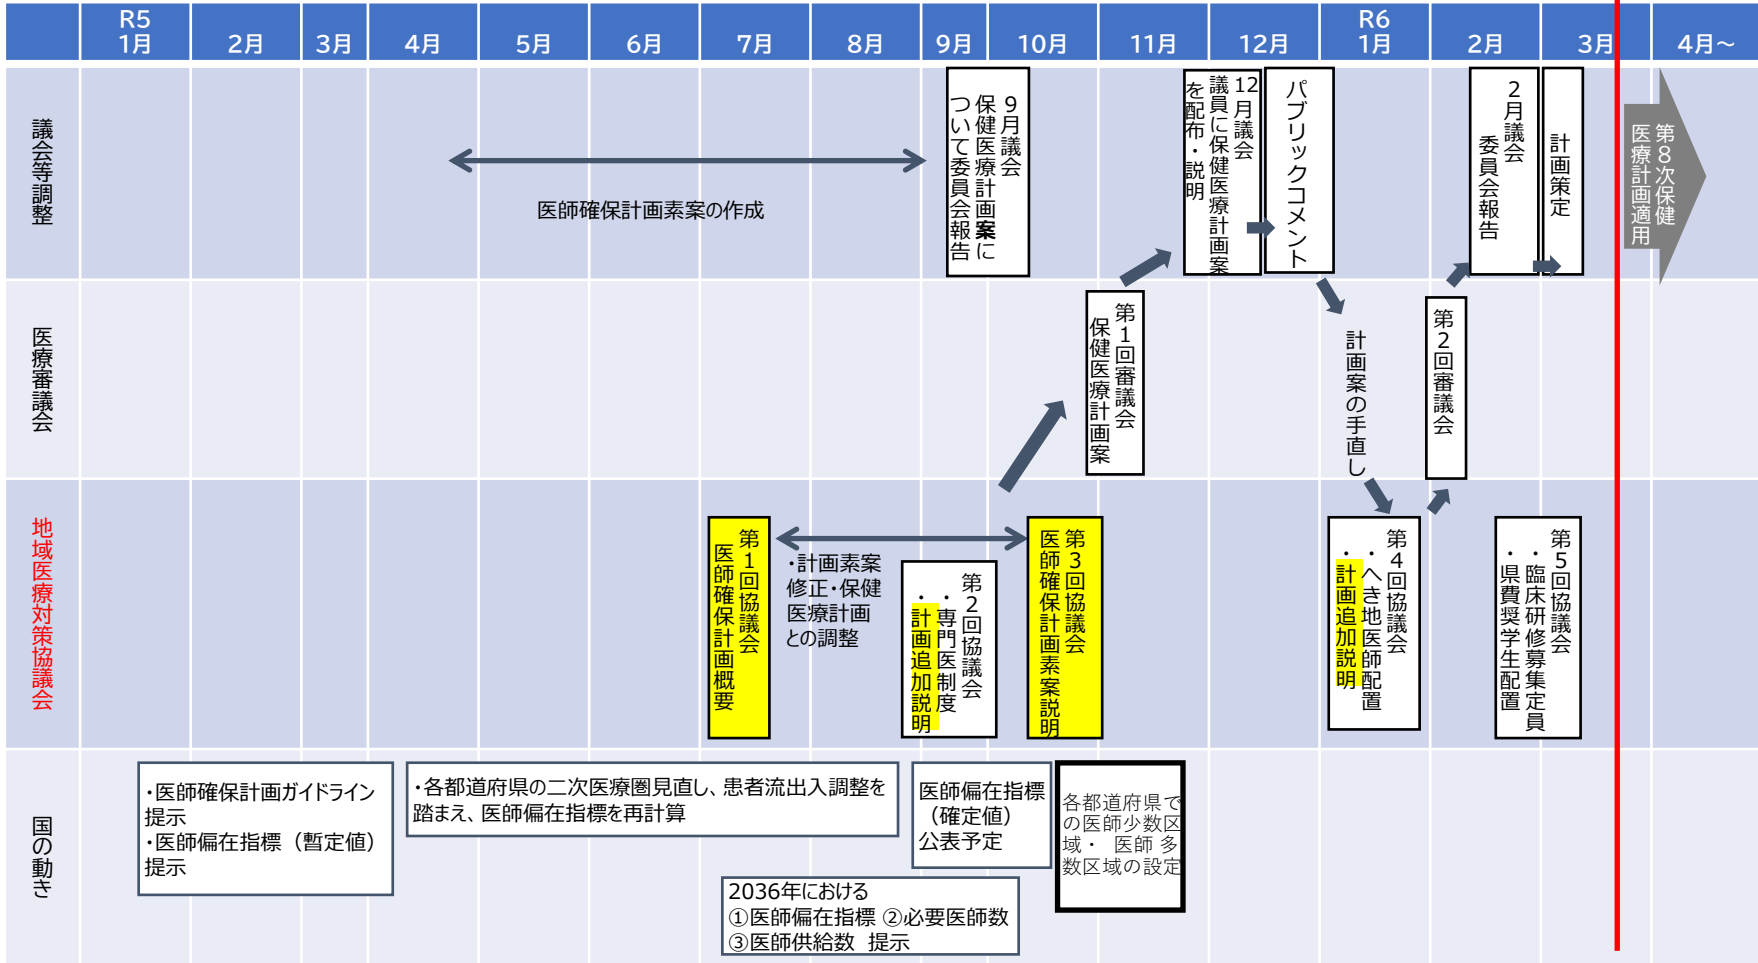 R5
1月
2月
3月
4月
5月
6月
7月
8月
9月
10月
11月
12月
R6
1月
2月
3月
4月～
議会等調整
医師確保計画素案の作成
9月議会
保健医療計画案に
ついて委員会報告
12月議会
議員に保健医療計画案
を配布・説明
パブリックコメント
2月議会
委員会報告
計画策定
第8次保健
医療計画適用
医療審議会
第1回審議会
保健医療計画案
計画案の手直し
第2回審議会
地域医療対策協議会
第1回協議会
医師確保計画概要
・計画素案
修正・保健
医療計画
との調整
第2回協議会
・専門医制度
・計画追加説明
第3回協議会
医師確保計画素案説明
第4回協議会
・へき地医師配置
・計画追加説明
第5回協議会
・臨床研修募集定員
・県費奨学生配置
国の動き
・医師確保計画ガイドライン
提示
・医師偏在指標（暫定値）
提示
・各都道府県の二次医療圏見直し、患者流出入調整を
踏まえ、医師偏在指標を再計算
医師偏在指標
（確定値）
公表予定
各都道府県で
の医師少数区
域・ 医師 多
数区域の設定
2036年における
①医師偏在指標 ②必要医師数
③医師供給数 提示